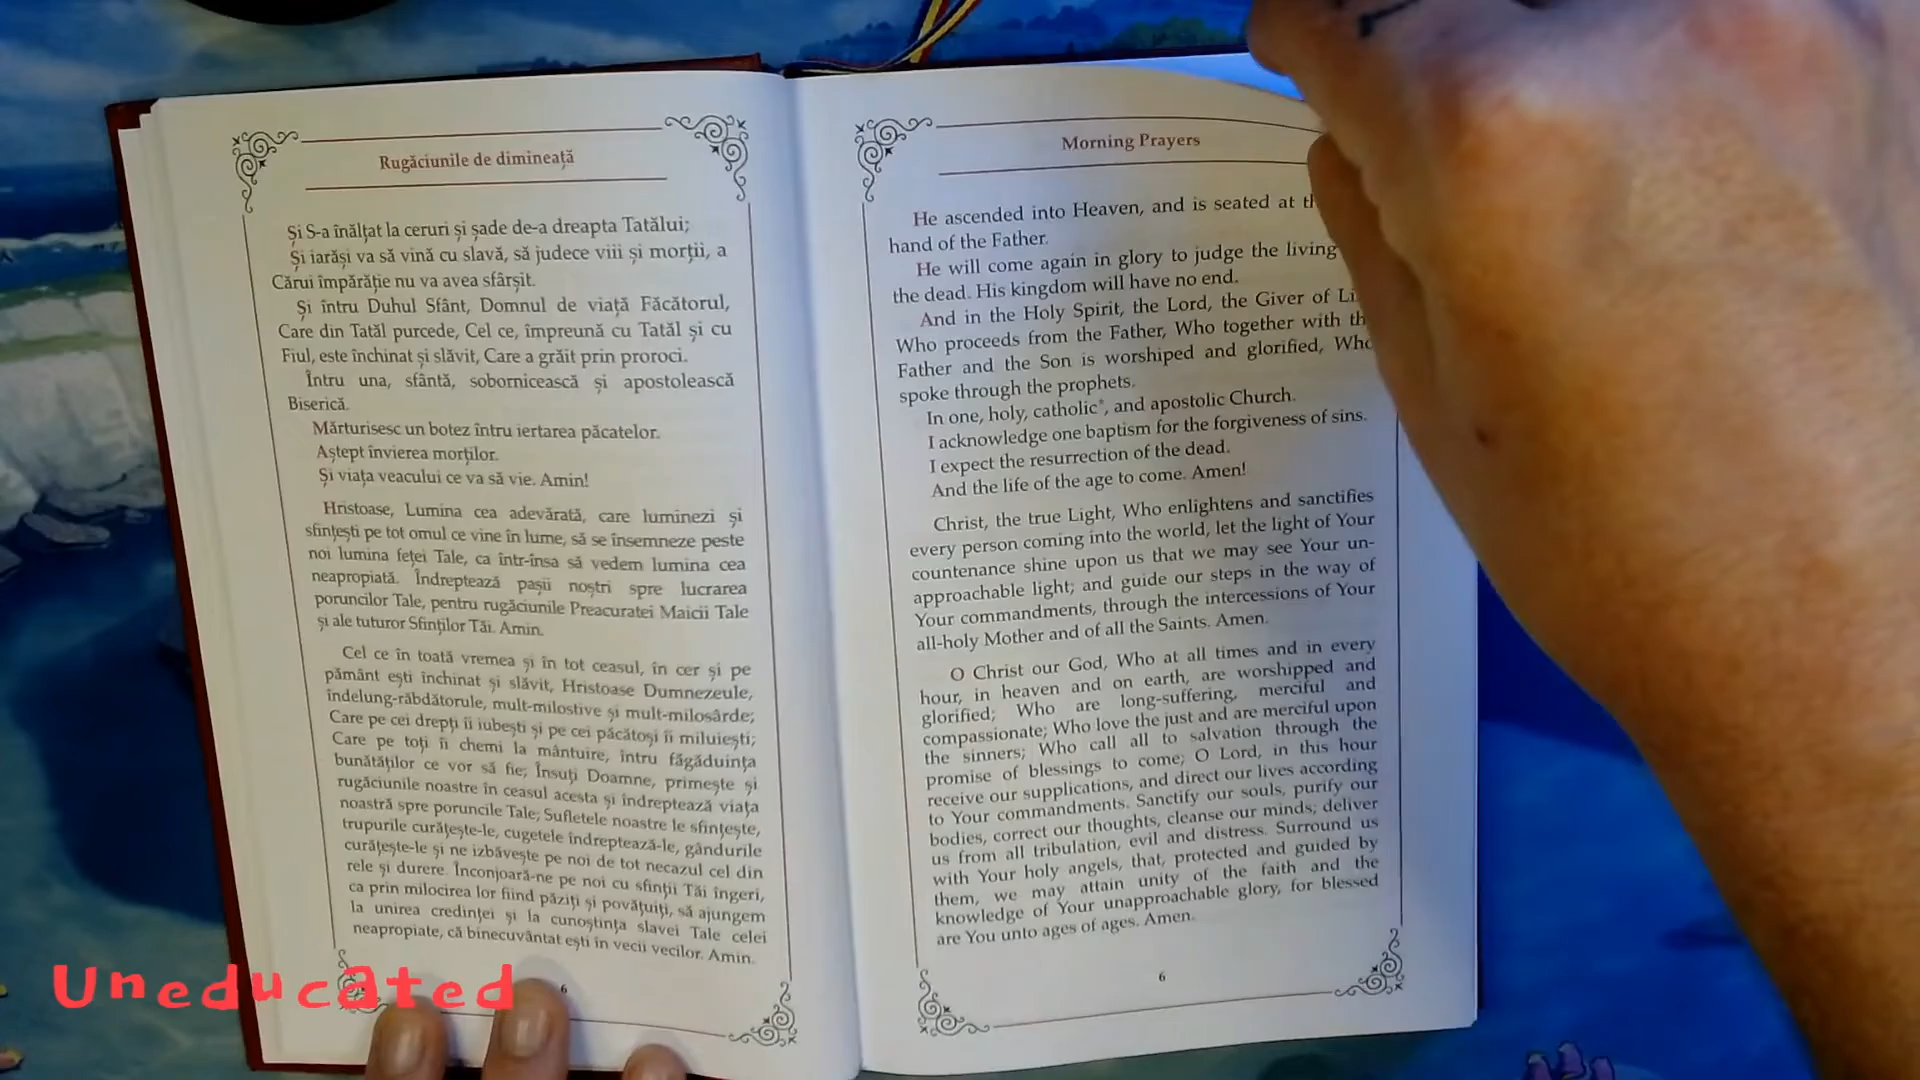 Rugăciunile de dimineață
Și S-a înălțat la ceruri și șade de-a dreapta Tatălui;
Și iarăși va să vină cu slavă, să judece viii și morții, a
Cărui împărăție nu va avea sfârșit.
Și întru Duhul Sfânt, Domnul de viață Făcătorul,
Care din Tatăl purcede, Cel ce, împreună cu Tatăl și cu
Fiul, este închinat și slăvit, Care a grăit prin proroci.
Întru una, sfântă, sobornicească și apostolească
Biserică.
Mărturisesc un botez întru iertarea păcatelor.
Aștept învierea morților.
Și viața veacului ce va să vie. Amin!
Hristoase, Lumina cea adevărată, care luminezi și
sfințești pe tot omul ce vine în lume, să se însemneze peste
noi lumina feței Tale, ca într-însa să vedem lumina cea
neapropiată. Îndreptează pașii noștri spre lucrarea
poruncilor Tale, pentru rugăciunile Preacuratei Maicii Tale
și ale tuturor Sfinților Tăi. Amin.
Cel ce în toată vremea și în tot ceasul, în cer și pe
pământ ești închinat și slăvit, Hristoase Dumnezeule,
îndelung-răbdătorule, mult-milostive și mult-milosârde;
Care pe cei drepți îi iubești și pe cei păcătoși îi miluiești;
Care pe toți îi chemi la mântuire, întru făgăduința
bunătăților ce vor să fie; Însuți Doamne, primește și
rugăciunile noastre în ceasul acesta și îndreptează viața
noastră spre poruncile Tale; Sufletele noastre le sfințește,
trupurile curățește-le, cugetele îndreptează-le, gândurile
curățește-le și ne izbăvește pe noi de tot necazul cel din
rele și durere. Înconjoară-ne pe noi cu sfinții Tăi îngeri,
ca prin milocirea lor fiind păziți și povățuiți, să ajungem
la unirea credinței și la cunoștința slavei Tale celei
neapropiate, că binecuvântat ești în vecii vecilor. Amin.
6
Morning Prayers
He ascended into Heaven, and is seated at
hand of the Father.
He will come again in glory to judge the living
the dead. His kingdom will have no end.
And in the Holy Spirit, the Lord, the Giver of
Who proceeds from the Father, Who together with
Father and the Son is worshiped and glorified, Who
spoke through the prophets.
In one, holy, catholic*, and apostolic Church.
I acknowledge one baptism for the forgiveness of sins.
I expect the resurrection of the dead.
And the life of the age to come. Amen!
Christ, the true Light, Who enlightens and sanctifies
every person coming into the world, let the light of Your
countenance shine upon us that we may see Your un-
approachable light; and guide our steps in the way of
Your commandments, through the intercessions of Your
all-holy Mother and of all the Saints. Amen.
O Christ our God, Who at all times and in every
hour, in heaven and on earth, are worshipped and
glorified; Who are long-suffering, merciful and
compassionate; Who love the just and are merciful upon
the sinners; Who call all to salvation through the
promise of blessings to come; O Lord, in this hour
receive our supplications, and direct our lives according
to Your commandments. Sanctify our souls, purify our
bodies, correct our thoughts, cleanse our minds; deliver
us from all tribulation, evil and distress. Surround us
with Your holy angels, that, protected and guided by
them, we may attain unity of the faith and the
knowledge of Your unapproachable glory, for blessed
are You unto ages of ages. Amen.
6
Uneducated